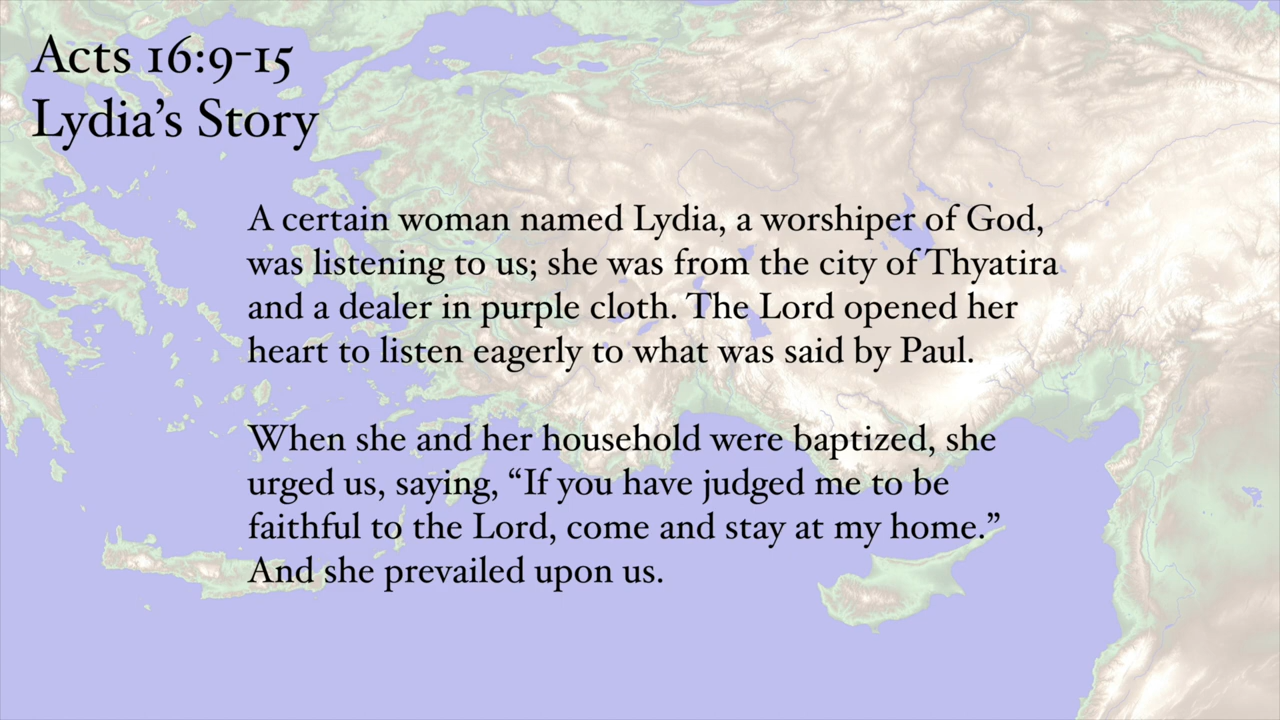 Acts 16:9-15
Lydia’s Story
A certain woman named Lydia, a worshiper of God,
was listening to us; she was from the city of Thyatira
and a dealer in purple cloth. The Lord opened her
heart to listen eagerly to what was said by Paul.
When she and her household were baptized, she
urged us, saying, “If you have judged me to be
faithful to the Lord, come and stay at my home.”
And she prevailed upon us.